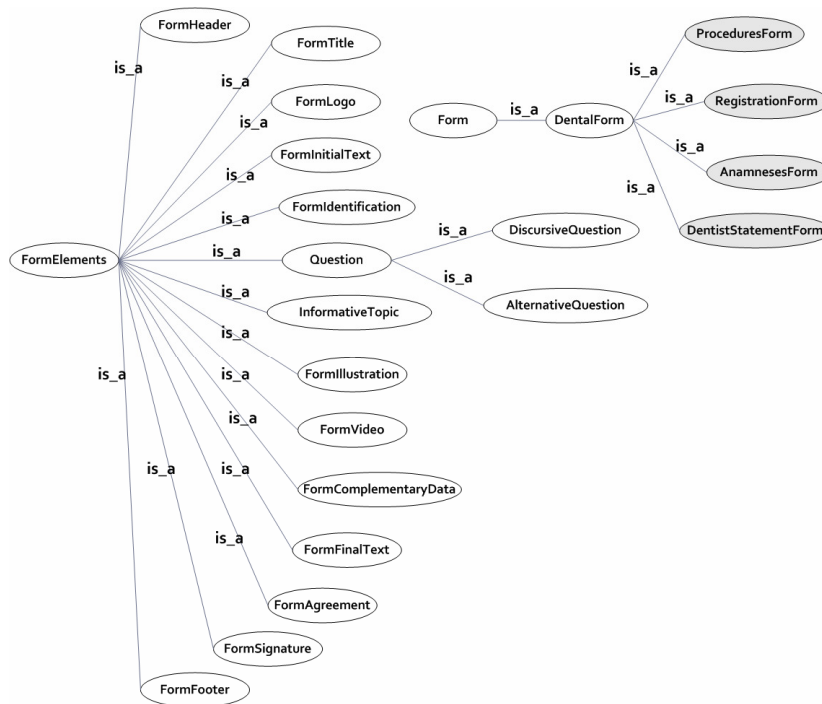 FormHeader
is_a
FormTitle
is_a
FormLogo
is_a
FormInitialText
is_a
FormIdentification
is_a
FormElements
is_a
Question
is_a
DiscursiveQuestion
is_a
AlternativeQuestion
is_a
InformativeTopic
is_a
FormIllustration
is_a
is_a
FormVideo
is_a
FormComplementaryData
is_a
is_a
FormFinalText
is_a
FormAgreement
FormSignature
FormFooter
Form
is_a
DentalForm
is_a
ProceduresForm
is_a
RegistrationForm
is_a
AnamnesesForm
is_a
DentistStatementForm